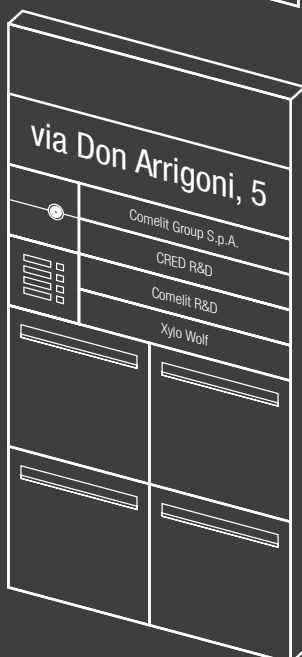 via Don Arrigoni, 5
Comelit Group S.p.A.
CRED R&D
Comelit R&D
Xylo Wolf